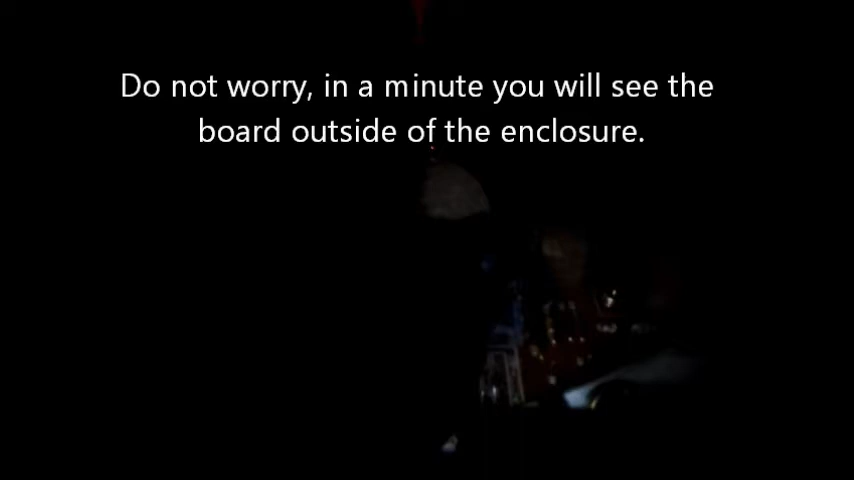 Do not worry, in a minute you will see the
board outside of the enclosure.